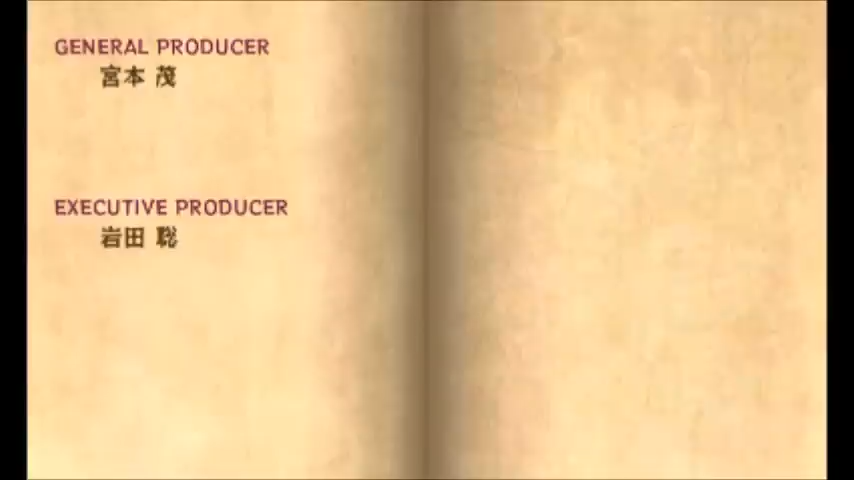 GENERAL PRODUCER
宮本 茂
EXECUTIVE PRODUCER
岩田 聡